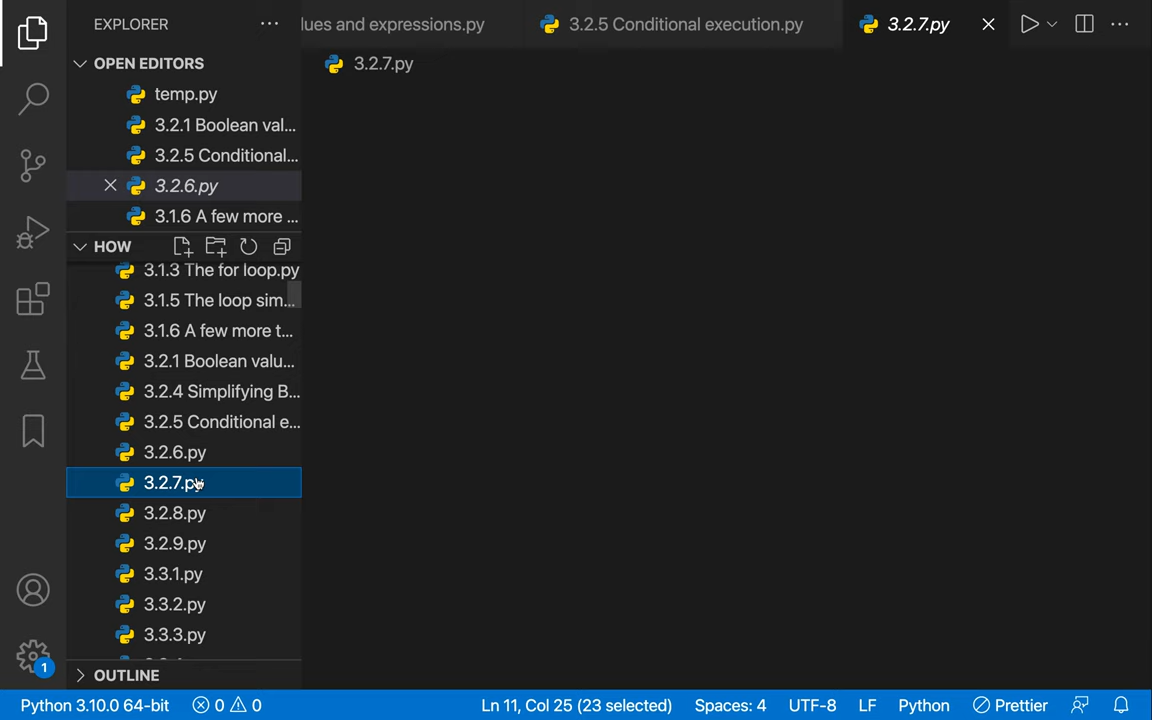 EXPLORER
lues and expressions.py
3.2.5 Conditional execution.py
3.2.7.py
OPEN EDITORS
3.2.7.py
temp.py
3.2.1 Boolean val...
3.2.5 Conditional...
3.2.6.py
3.1.6 A few more ...
HOW
3.1.3 The for loop.py
3.1.5 The loop sim...
3.1.6 A few more t...
3.2.1 Boolean valu...
3.2.4 Simplifying B...
3.2.5 Conditional e...
3.2.6.py
3.2.7.py
3.2.8.py
3.2.9.py
3.3.1.py
3.3.2.py
3.3.3.py
OUTLINE
1
Python 3.10.0 64-bit 0 0 Ln 11, Col 25 (23 selected) Spaces: 4 UTF-8 LF Python Prettier